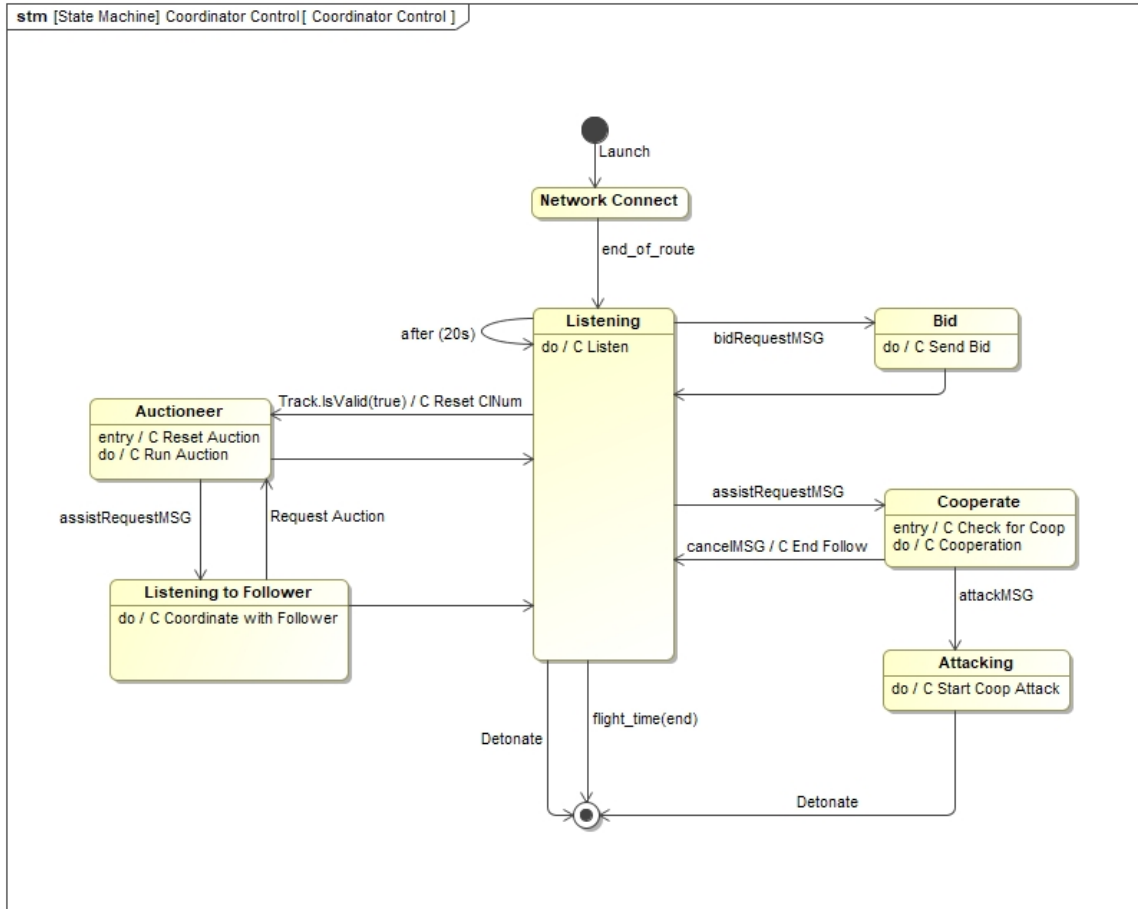 stm [State Machine] Coordinator Control[ Coordinator Control ]
Launch
Network Connect
end_of_route
after (20s)
Listening
do / C Listen
bidRequestMSG
Bid
do / C Send Bid
Track.IsValid(true) / C Reset ClNum
Auctioneer
entry / C Reset Auction
do / C Run Auction
assistRequestMSG
Request Auction
Listening to Follower
do / C Coordinate with Follower
assistRequestMSG
cancelMSG / C End Follow
Cooperate
entry / C Check for Coop
do / C Cooperation
attackMSG
Attacking
do / C Start Coop Attack
flight_time(end)
Detonate
Detonate